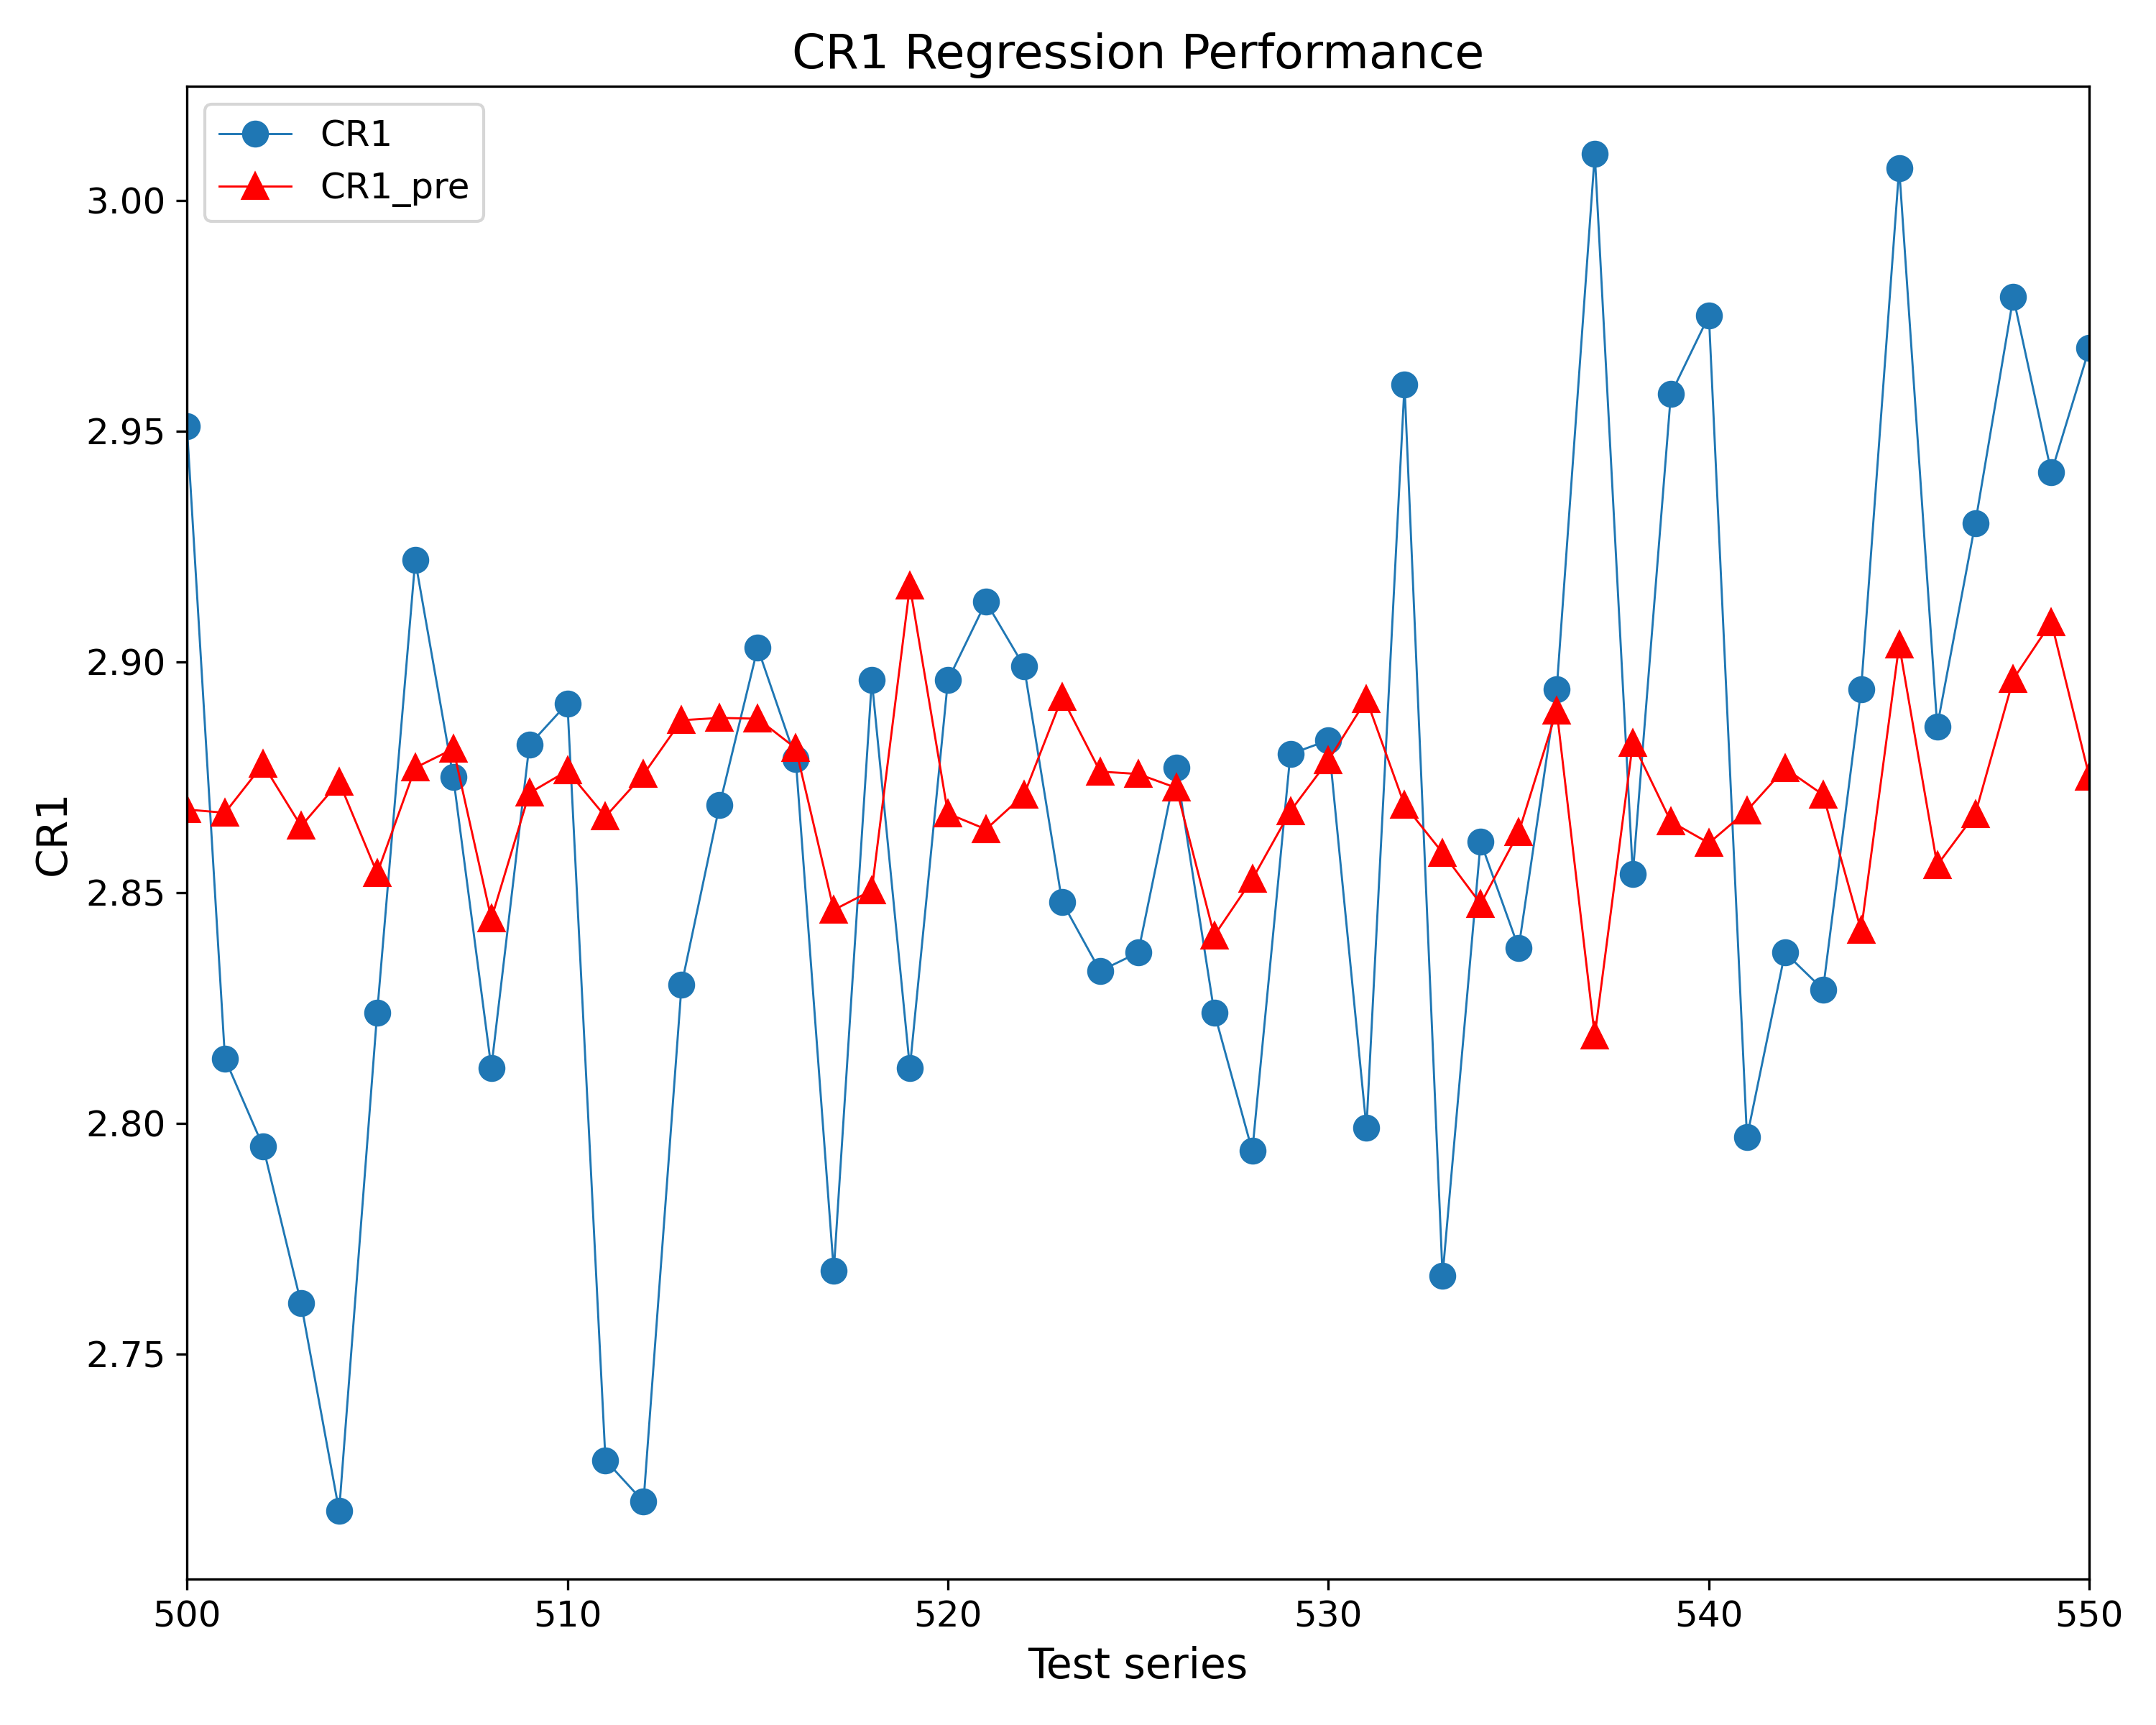 CR1 Regression Performance
CR1
CR1_pre
3.00
2.95
2.90
2.85
2.80
2.75
CR1
500 510 520 530 540 550
Test series